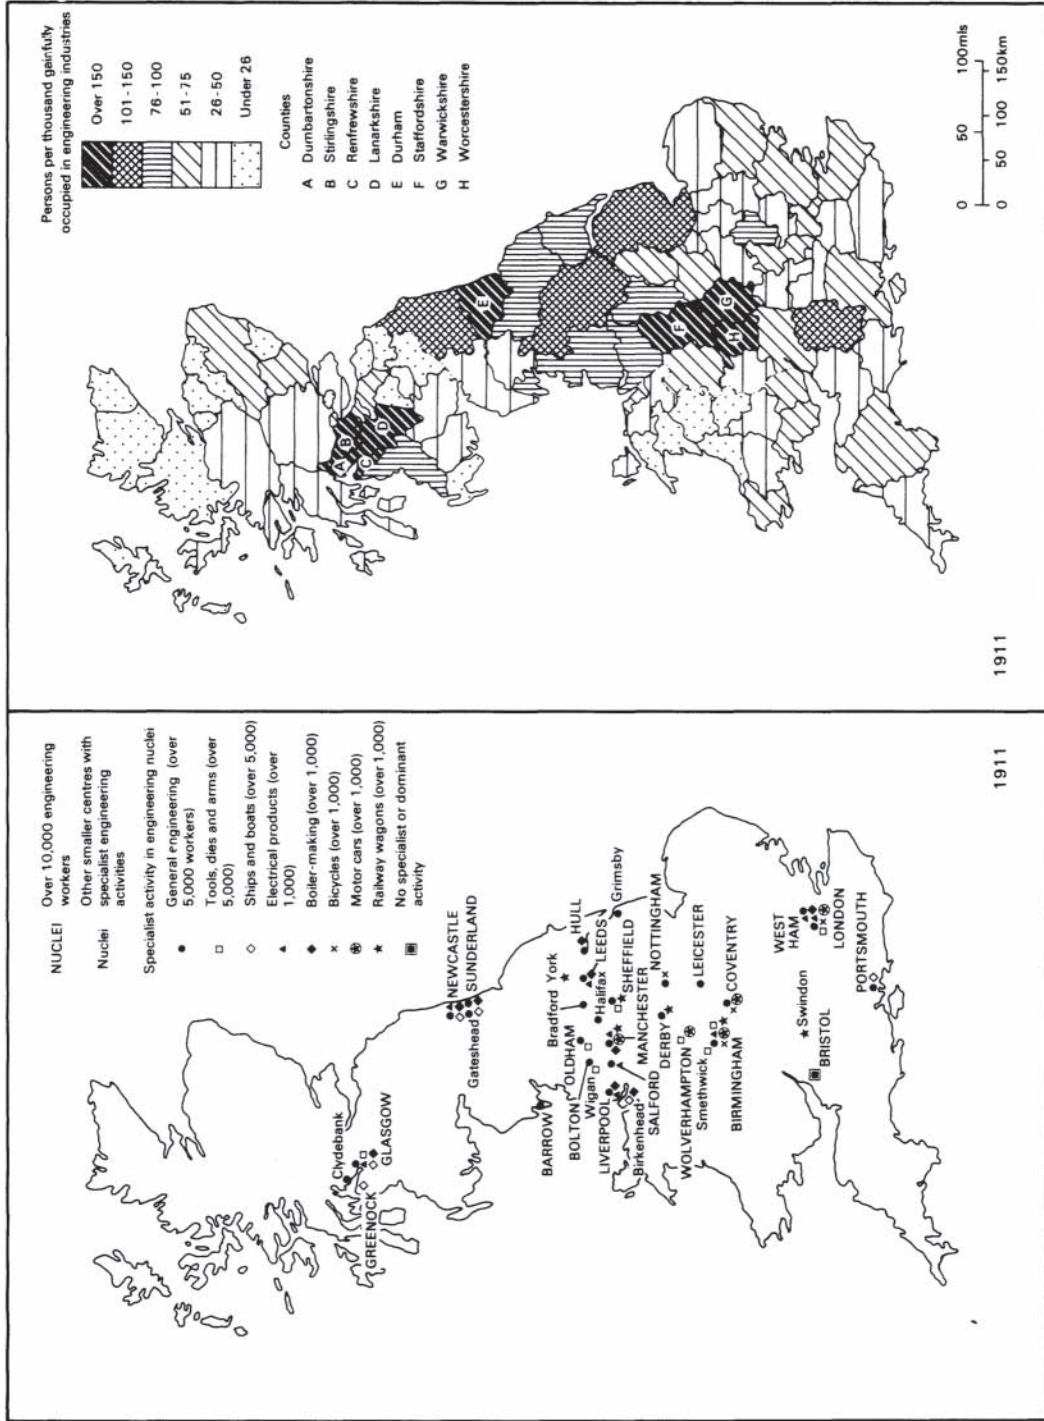 NUCLEI
Over 10,000 engineering
workers
Nuclei
Other smaller centres with
specialist engineering
activities
Specialist activity in engineering nuclei
General engineering (over
5,000 workers)
Tools, dies and arms (over
5,000)
Ships and boats (over 5,000)
Electrical products (over
1,000)
Boiler-making (over 1,000)
Bicycles (over 1,000)
Motor cars (over 1,000)
Railway wagons (over 1,000)
No specialist or dominant
activity
Clydebank
GREENOCK
GLASGOW
NEWCASTLE
SUNDERLAND
Gateshead
BARROW
Bradford
York
HULL
LEEDS
Halifax
OLDHAM
BOLTON
Wigan
Grimsby
SHEFFIELD
MANCHESTER
LIVERPOOL
Birkenhead
SALFORD
NOTTINGHAM
DERBY
LEICESTER
WOLVERHAMPTON
Smethwick
COVENTRY
BIRMINGHAM
WEST
HAM
LONDON
Swindon
BRISTOL
PORTSMOUTH
1911
Persons per thousand gainfully
occupied in engineering industries
Over 150
101-150
76-100
51-75
26-50
Under 26
Counties
A Dumbartonshire
B Stirlingshire
C Renfrewshire
D Lanarkshire
E Durham
F Staffordshire
G Warwickshire
H Worcestershire
A
B
C
D
E
F
G
H
0 50 100mls
0 50 100 150km
1911